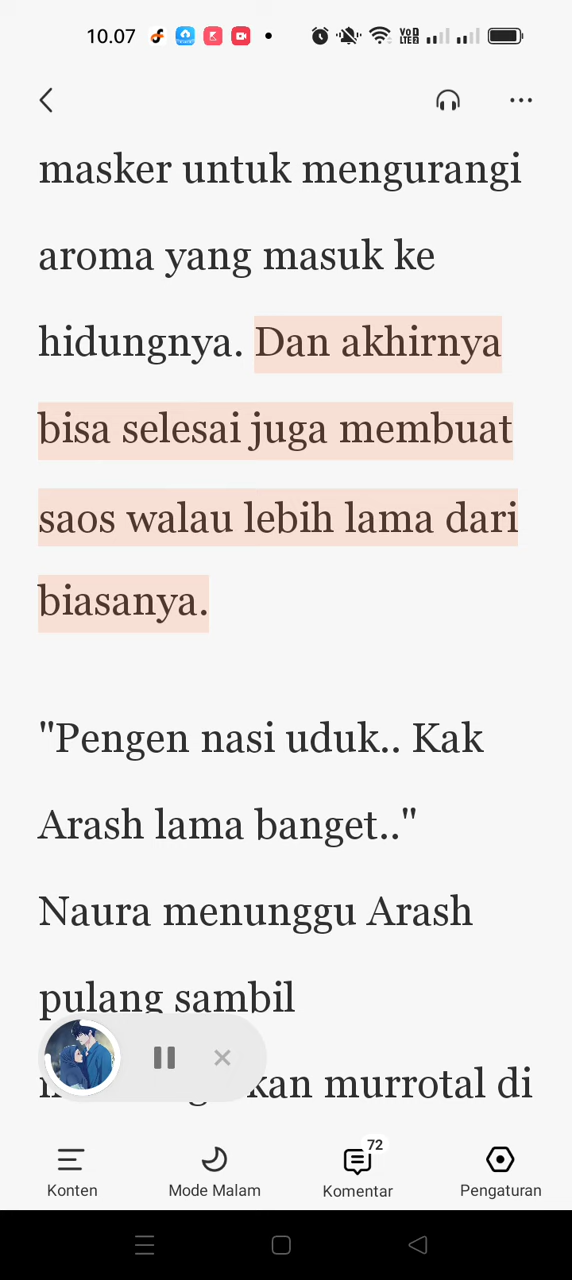 10.07
VoD
LTE2
masker untuk mengurangi
aroma yang masuk ke
hidungnya. Dan akhirnya
bisa selesai juga membuat
saos walau lebih lama dari
biasanya.
"Pengen nasi uduk.. Kak
Arash lama banget.."
Naura menunggu Arash
pulang sambil
kan murrotal di
72
Konten
Mode Malam
Komentar
Pengaturan